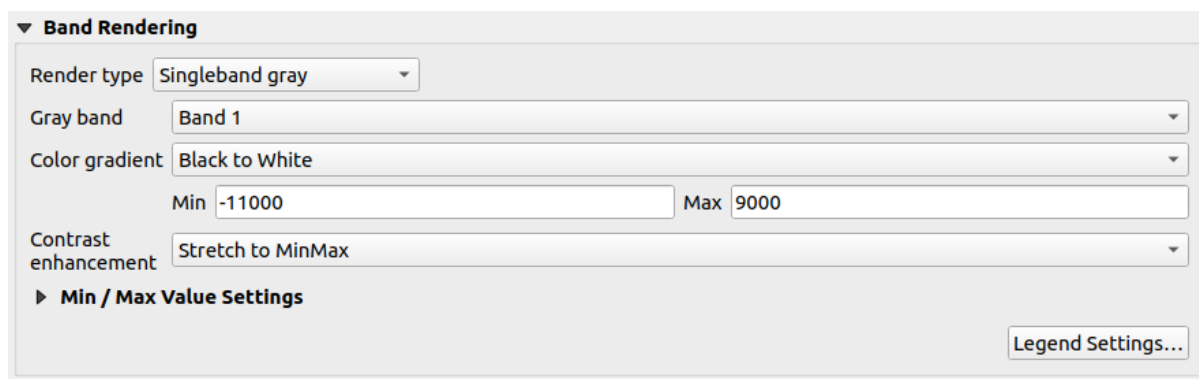 Band Rendering
Render type Singleband gray
Gray band Band 1
Color gradient Black to White
Min -11000 Max 9000
Contrast
enhancement Stretch to MinMax
Min / Max Value Settings
Legend Settings...